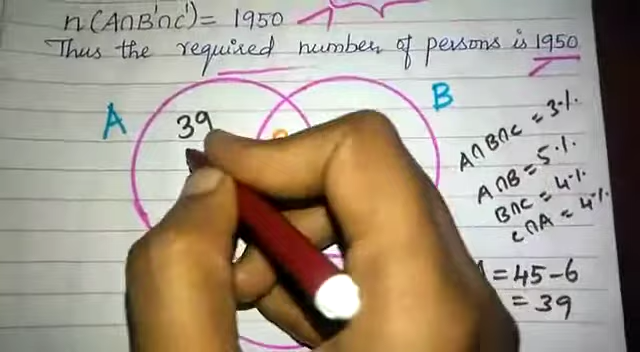 n(A∩B'∩C') = 1950
Thus the required number of persons is 1950
A
B
39
A∩B∩C = 3%
A∩B = 5%
B∩C = 4%
C∩A = 4%
= 45-6
= 39